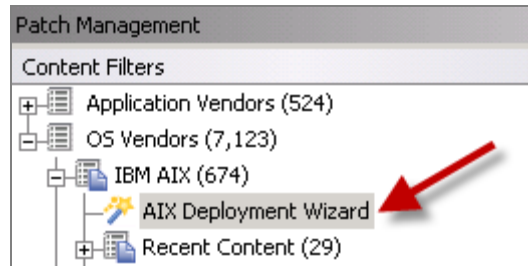 Patch Management
Content Filters
Application Vendors (524)
OS Vendors (7,123)
IBM AIX (674)
AIX Deployment Wizard
Recent Content (29)